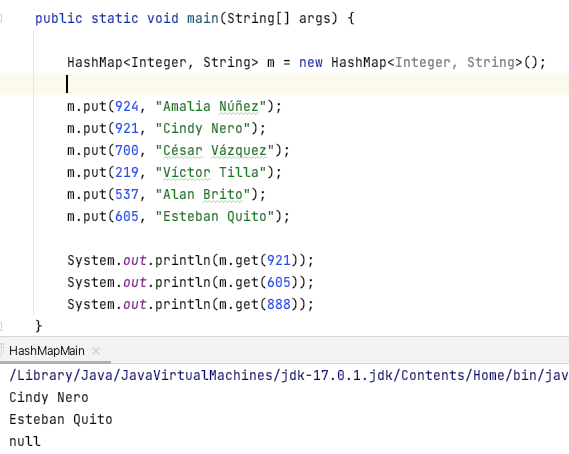 public static void main(String[] args) {
HashMap<Integer, String> m = new HashMap<Integer, String>();
m.put(924, "Amalia Núñez");
m.put(921, "Cindy Nero");
m.put(700, "César Vázquez");
m.put(219, "Víctor Tilla");
m.put(537, "Alan Brito");
m.put(605, "Esteban Quito");
System.out.println(m.get(921));
System.out.println(m.get(605));
System.out.println(m.get(888));
}
HashMapMain ×
/Library/Java/JavaVirtualMachines/jdk-17.0.1.jdk/Contents/Home/bin/jav
Cindy Nero
Esteban Quito
null